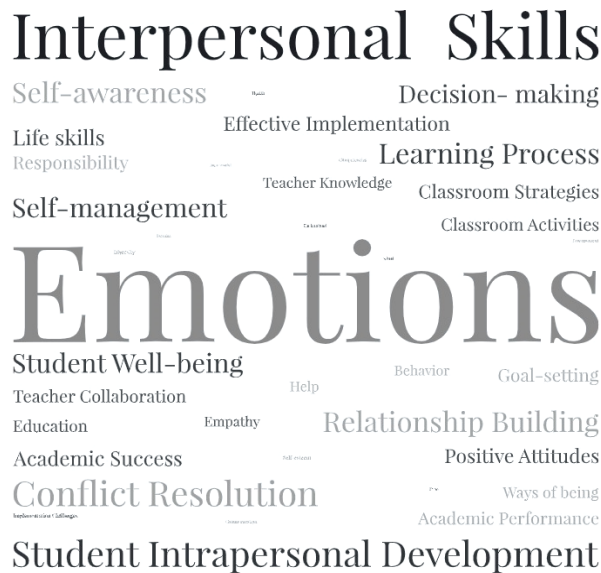 Interpersonal Skills
Self-awareness
Decision- making
Effective Implementation
Life skills
Learning Process
Responsibility
Teacher Knowledge
Classroom Strategies
Self-management
Classroom Activities
Emotions
Student Well-being
Behavior
Goal-setting
Help
Teacher Collaboration
Empathy
Relationship Building
Education
Academic Success
Positive Attitudes
Conflict Resolution
Ways of being
Academic Performance
Student Intrapersonal Development